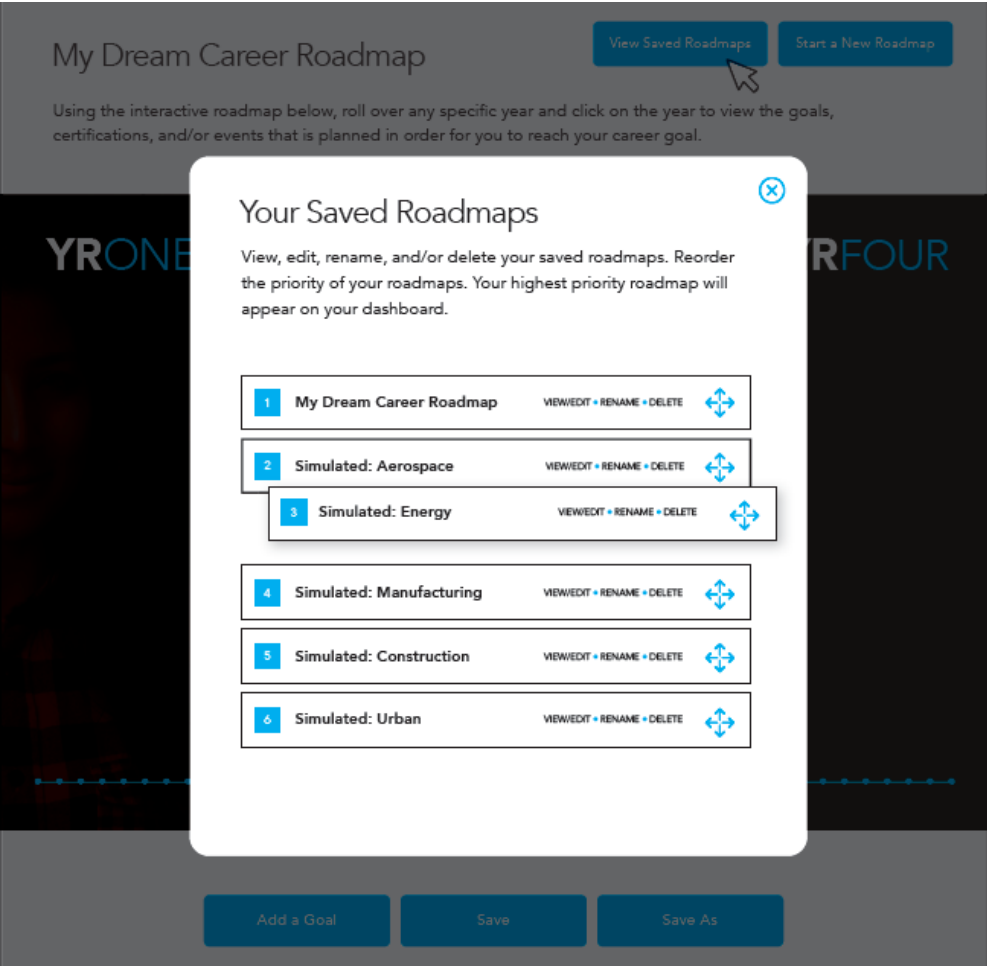 My Dream Career Roadmap
View Saved Roadmaps
Start a New Roadmap
Using the interactive roadmap below, roll over any specific year and click on the year to view the goals,
certifications, and/or events that is planned in order for you to reach your career goal.
Your Saved Roadmaps
View, edit, rename, and/or delete your saved roadmaps. Reorder
the priority of your roadmaps. Your highest priority roadmap will
appear on your dashboard.
YRONE
RFOUR
1 My Dream Career Roadmap VIEW/EDIT • RENAME • DELETE
2 Simulated: Aerospace VIEW/EDIT • RENAME • DELETE
3 Simulated: Energy VIEW/EDIT • RENAME • DELETE
4 Simulated: Manufacturing VIEW/EDIT • RENAME • DELETE
5 Simulated: Construction VIEW/EDIT • RENAME • DELETE
6 Simulated: Urban VIEW/EDIT • RENAME • DELETE
Add a Goal
Save
Save As